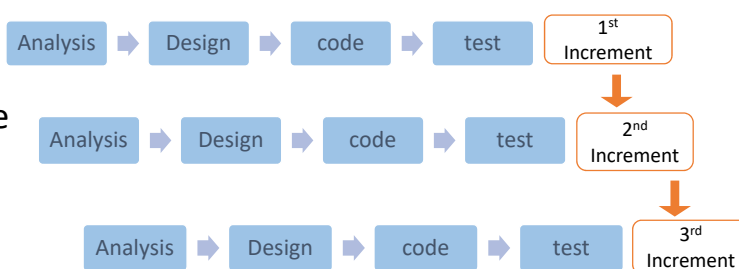 Analysis Design code test 1st
Increment
e
Analysis Design code test 2nd
Increment
Analysis Design code test 3rd
Increment